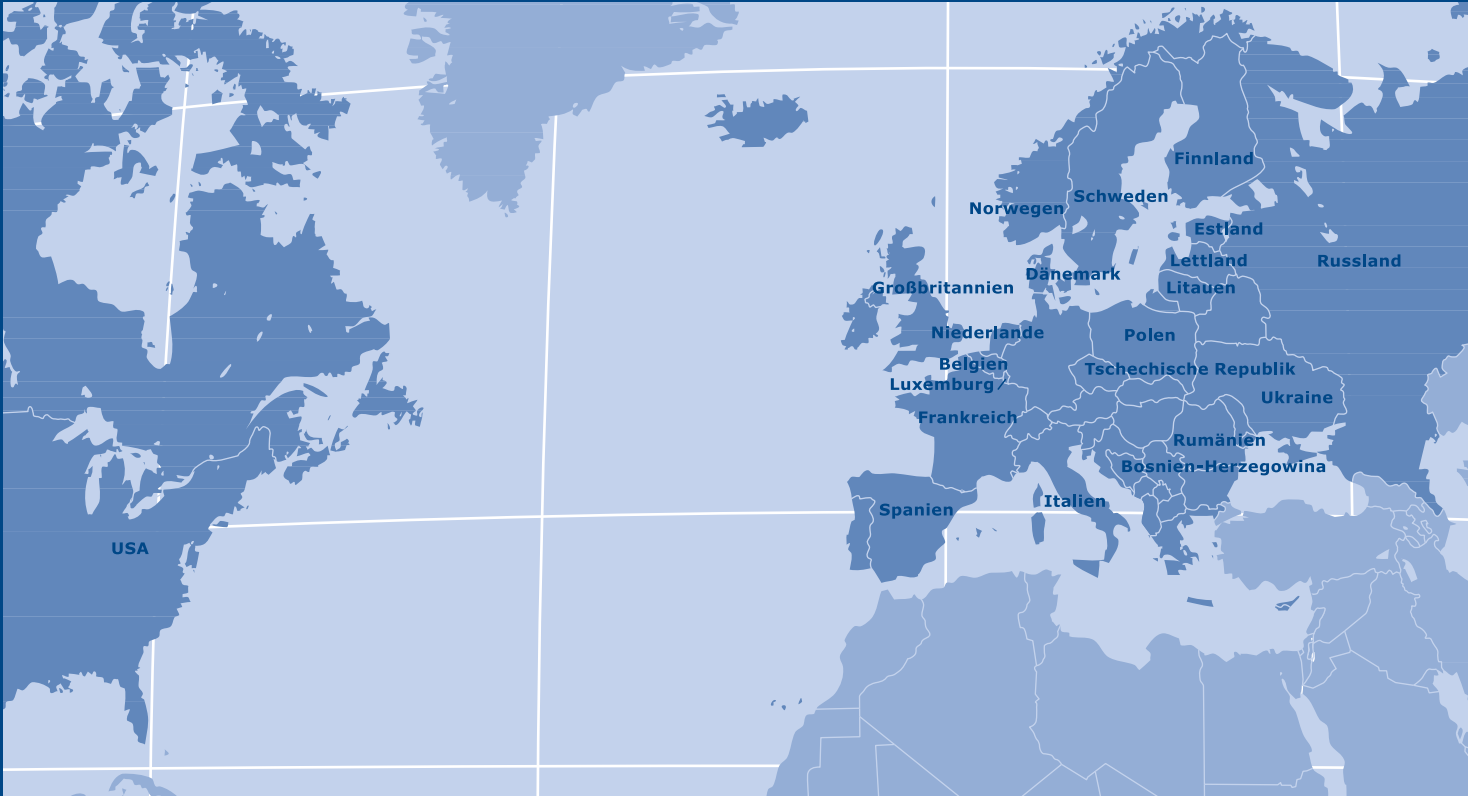 Finnland
Schweden
Norwegen
Estland
Lettland
Russland
Dänemark
Großbritannien
Litauen
Niederlande
Polen
Belgien
Tschechische Republik
Luxemburg
Ukraine
Frankreich
Rumänien
Bosnien-Herzegowina
Italien
Spanien
USA